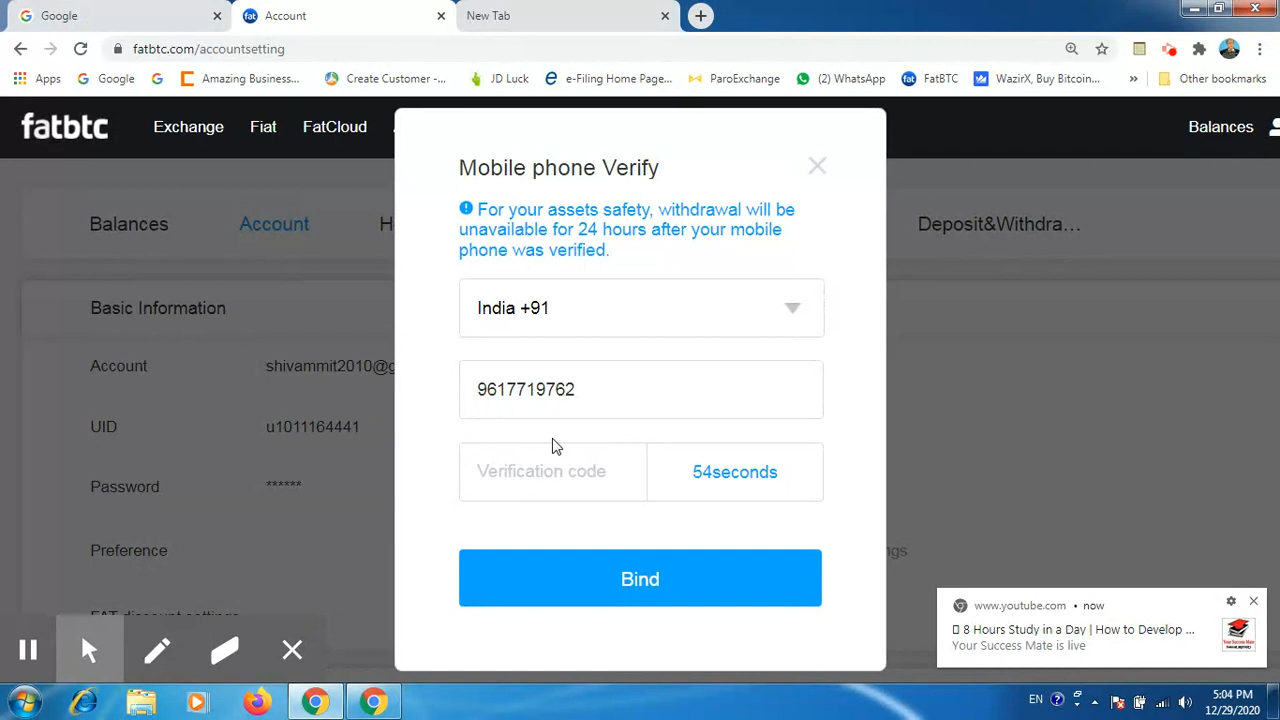 Google
Account
New Tab
fatbtc.com/accountsetting
Apps
Google
Amazing Business...
Create Customer -...
JD Luck
e-Filing Home Page...
ParoExchange
(2) WhatsApp
FatBTC
WazirX, Buy Bitcoin...
»
Other bookmarks
fatbtc
Exchange
Fiat
FatCloud
Balances
Mobile phone Verify
For your assets safety, withdrawal will be
unavailable for 24 hours after your mobile
phone was verified.
Balances
Account
Deposit&Withdra...
India +91
Basic Information
Account
shivammit2010@g
9617719762
UID
u1011164441
Verification code
54seconds
Password
******
Preference
ngs
Bind
FAT discount settings
www.youtube.com • now
8 Hours Study in a Day | How to Develop ...
Your Success Mate is live
EN
5:04 PM
12/29/2020